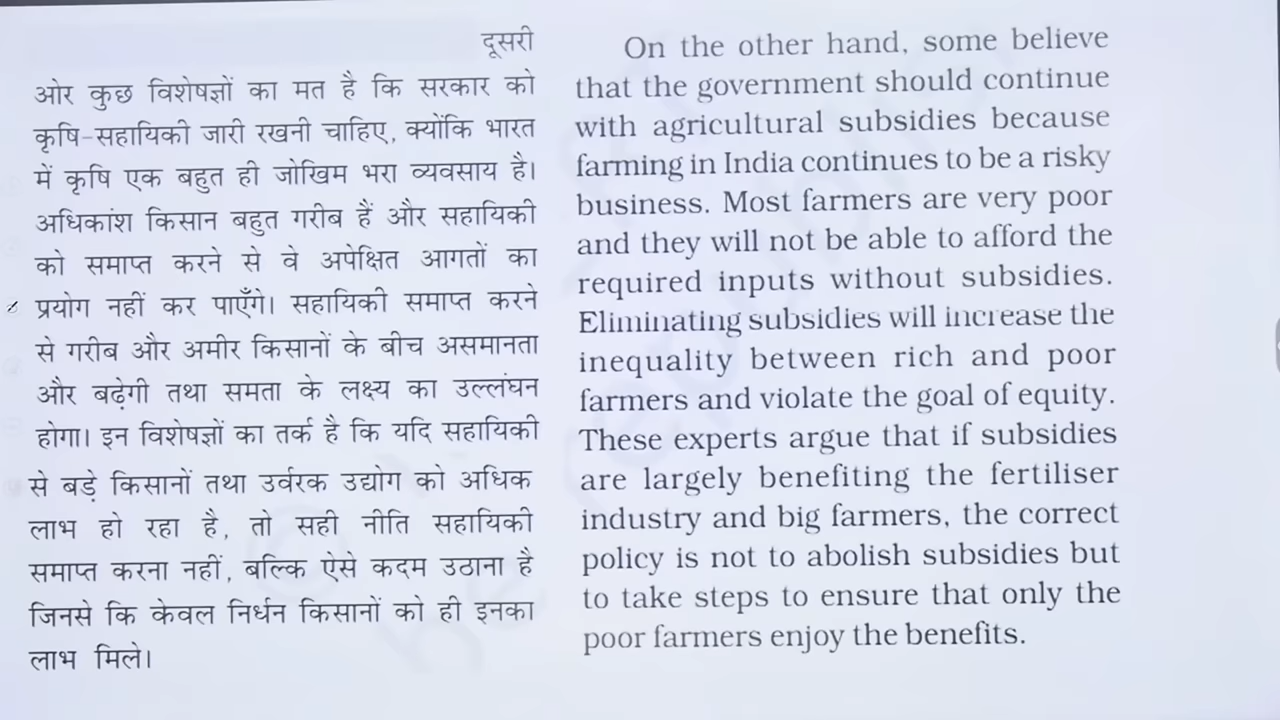 दूसरी
ओर कुछ विशेषज्ञों का मत है कि सरकार को
कृषि-सहायिकी जारी रखनी चाहिए, क्योंकि भारत
में कृषि एक बहुत ही जोखिम भरा व्यवसाय है।
अधिकांश किसान बहुत गरीब हैं और सहायिकी
को समाप्त करने से वे अपेक्षित आगतों का
प्रयोग नहीं कर पाएँगे। सहायिकी समाप्त करने
से गरीब और अमीर किसानों के बीच असमानता
और बढ़ेगी तथा समता के लक्ष्य का उल्लंघन
होगा। इन विशेषज्ञों का तर्क है कि यदि सहायिकी
से बड़े किसानों तथा उर्वरक उद्योग को अधिक
लाभ हो रहा है, तो सही नीति सहायिकी
समाप्त करना नहीं, बल्कि ऐसे कदम उठाना है
जिनसे कि केवल निर्धन किसानों को ही इनका
लाभ मिले।
On the other hand, some believe
that the government should continue
with agricultural subsidies because
farming in India continues to be a risky
business. Most farmers are very poor
and they will not be able to afford the
required inputs without subsidies.
Eliminating subsidies will increase the
inequality between rich and poor
farmers and violate the goal of equity.
These experts argue that if subsidies
are largely benefiting the fertiliser
industry and big farmers, the correct
policy is not to abolish subsidies but
to take steps to ensure that only the
poor farmers enjoy the benefits.